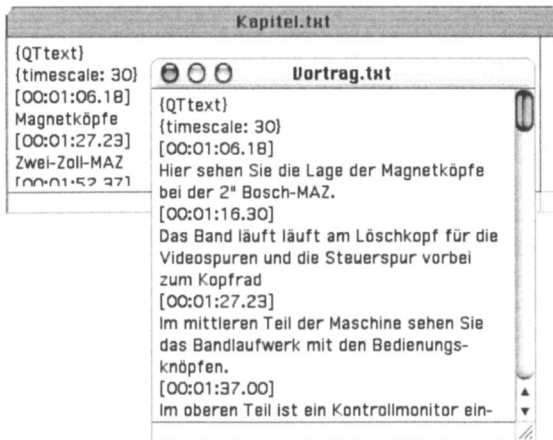 Kapitel.txt
{QTtext}
{timescale: 30}
[00:01:06.18]
Magnetköpfe
[00:01:27.23]
Zwei-Zoll-MAZ
[00:01:52.37]
Vortrag.txt
{QTtext}
{timescale: 30}
[00:01:06.18]
Hier sehen Sie die Lage der Magnetköpfe
bei der 2" Bosch-MAZ.
[00:01:16.30]
Das Band läuft läuft am Löschkopf für die
Videospuren und die Steuerspur vorbei
zum Kopfrad
[00:01:27.23]
Im mittleren Teil der Maschine sehen Sie
das Bandlaufwerk mit den Bedienungs-
knöpfen.
[00:01:37.00]
Im oberen Teil ist ein Kontrollmonitor ein-